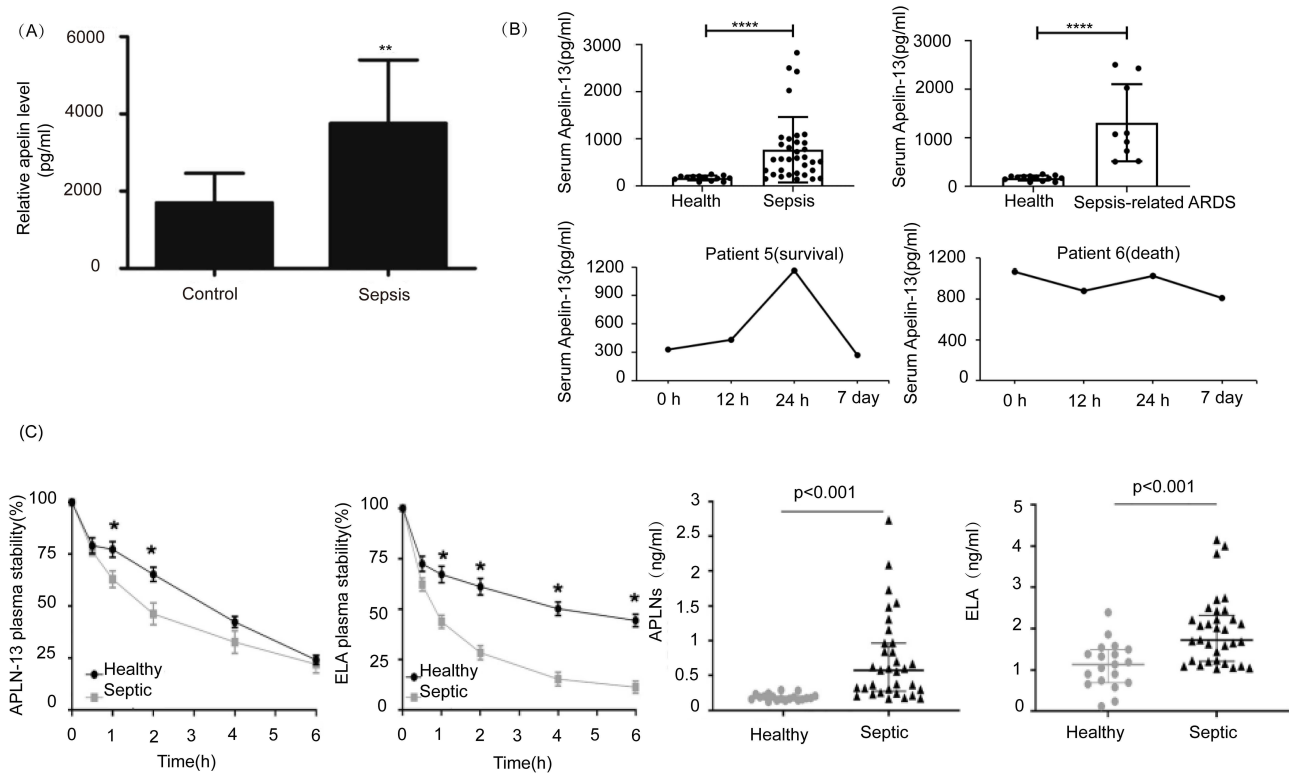 (A)
Relative apelin level
(pg/ml)
6000
4000
2000
0
**
Control
Sepsis
(B)
Serum Apelin-13(pg/ml)
3000
2000
1000
0
****
Health
Sepsis
Serum Apelin-13(pg/ml)
3000
2000
1000
0
****
Health
Sepsis-related ARDS
Serum Apelin-13(pg/ml)
Patient 5(survival)
1200
900
600
300
0
0 h
12 h
24 h
7 day
Serum Apelin-13(pg/ml)
Patient 6(death)
1200
800
400
0
0 h
12 h
24 h
7 day
(C)
APLN-13 plasma stability(%)
100
75
50
25
0
*
*
Healthy
Septic
0 1 2 3 4 5 6
Time(h)
ELA plasma stability(%)
100
75
50
25
0
*
*
*
*
Healthy
Septic
0 1 2 3 4 5 6
Time(h)
APLNs（ng/ml）
p<0.001
3
2.5
2
1.5
1
0.5
0
Healthy
Septic
ELA（ng/ml）
p<0.001
5
4
3
2
1
0
Healthy
Septic